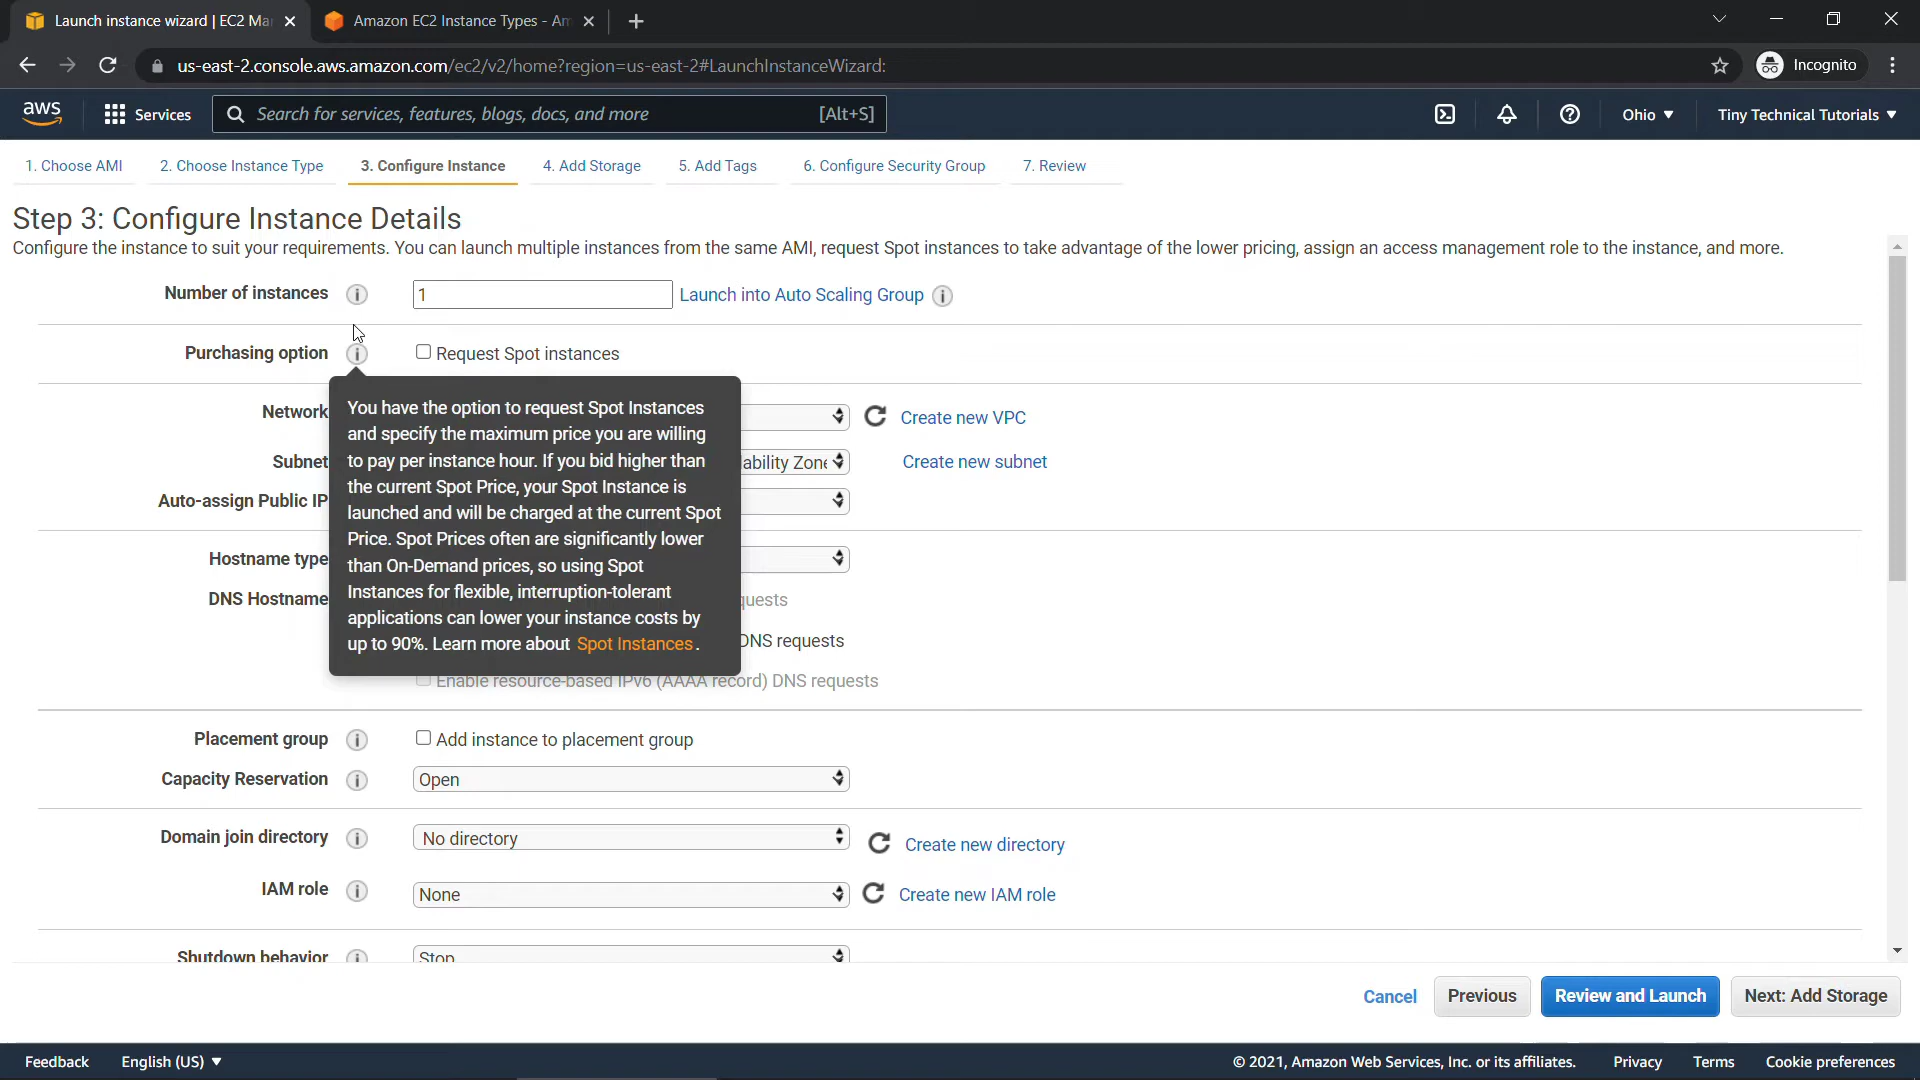 Launch instance wizard | EC2 Ma
Amazon EC2 Instance Types - Am
us-east-2.console.aws.amazon.com/ec2/v2/home?region=us-east-2#LaunchInstanceWizard:
Incognito
aws
Services
Search for services, features, blogs, docs, and more
[Alt+S]
Ohio
Tiny Technical Tutorials
1. Choose AMI
2. Choose Instance Type
3. Configure Instance
4. Add Storage
5. Add Tags
6. Configure Security Group
7. Review
Step 3: Configure Instance Details
Configure the instance to suit your requirements. You can launch multiple instances from the same AMI, request Spot instances to take advantage of the lower pricing, assign an access management role to the instance, and more.
Number of instances
1
Launch into Auto Scaling Group
Purchasing option
Request Spot instances
You have the option to request Spot Instances
and specify the maximum price you are willing
to pay per instance hour. If you bid higher than
the current Spot Price, your Spot Instance is
launched and will be charged at the current Spot
Price. Spot Prices often are significantly lower
than On-Demand prices, so using Spot
Instances for flexible, interruption-tolerant
applications can lower your instance costs by
up to 90%. Learn more about Spot Instances.
Network
Create new VPC
Subnet
ability Zone
Create new subnet
Auto-assign Public IP
Hostname type
DNS Hostname
quests
DNS requests
Enable resource-based IPv6 (AAAA record) DNS requests
Placement group
Add instance to placement group
Capacity Reservation
Open
Domain join directory
No directory
Create new directory
IAM role
None
Create new IAM role
Shutdown behavior
Stop
Cancel
Previous
Review and Launch
Next: Add Storage
Feedback
English (US)
© 2021, Amazon Web Services, Inc. or its affiliates.
Privacy
Terms
Cookie preferences